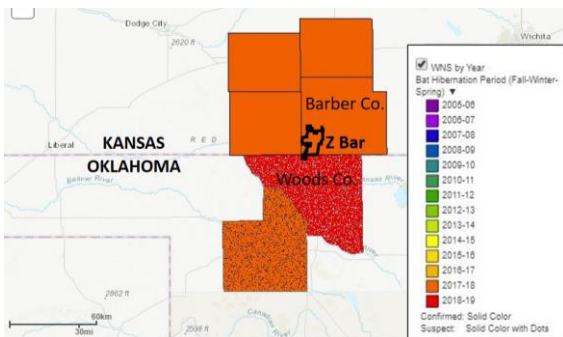 Dodge City
2620 ft
Wichita
Barber Co.
Liberal
KANSAS
RED
Z Bar
OKLAHOMA
Woods Co.
Beaver River
2862 ft
60km
30mi
WNS by Year
Bat Hibernation Period (Fall-Winter-
Spring) ▼
2005-06
2006-07
2007-08
2008-09
2009-10
2010-11
2011-12
2012-13
2013-14
2014-15
2015-16
2016-17
2017-18
2018-19
Confirmed: Solid Color
Suspect: Solid Color with Dots